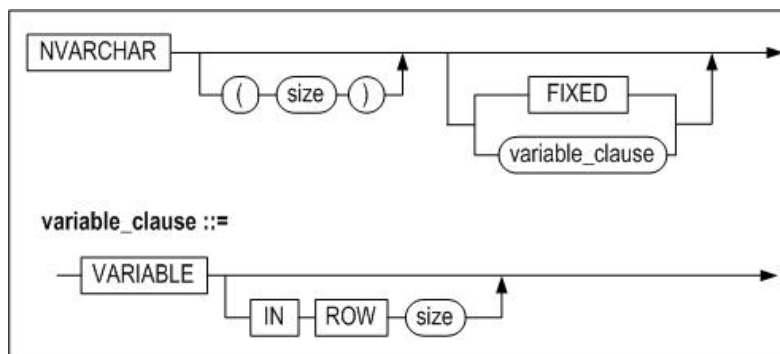 NVARCHAR
( size )
FIXED
variable_clause
variable_clause ::=
VARIABLE
IN ROW size